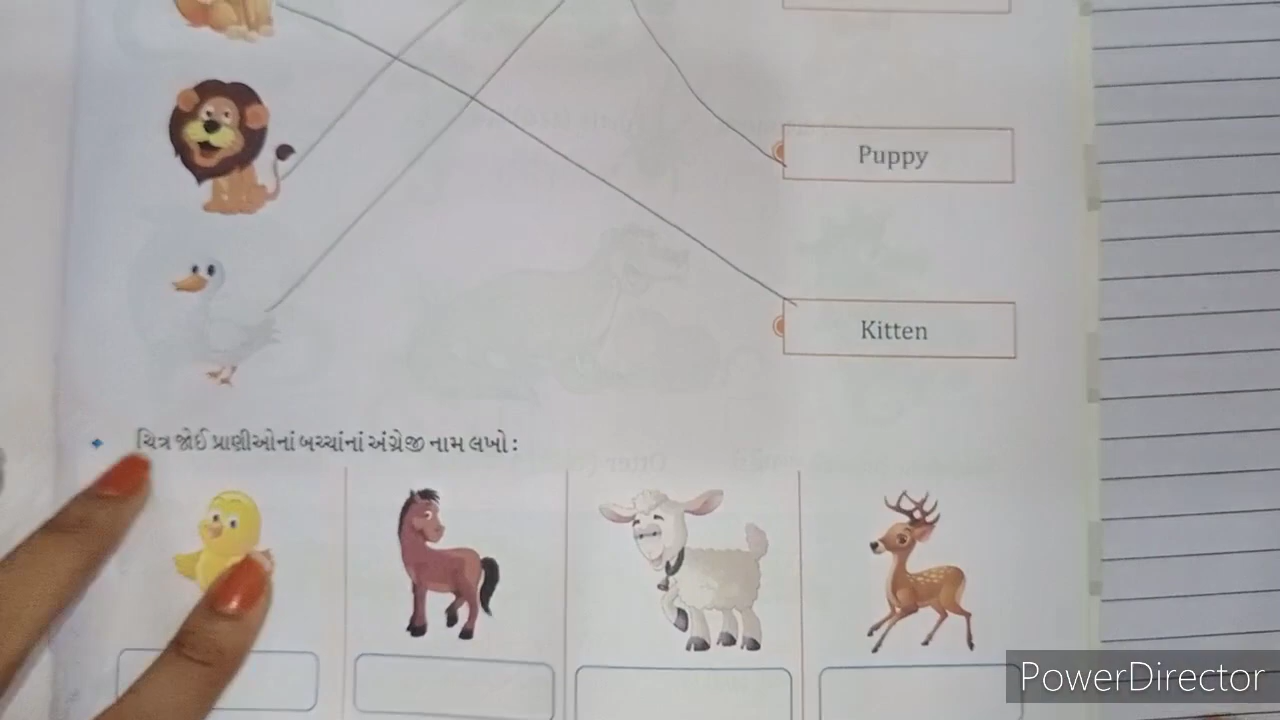 Puppy
Kitten
ચિત્ર જોઈ પ્રાણીઓનાં બચ્ચાંનાં અંગ્રેજી નામ લખો :
PowerDirector